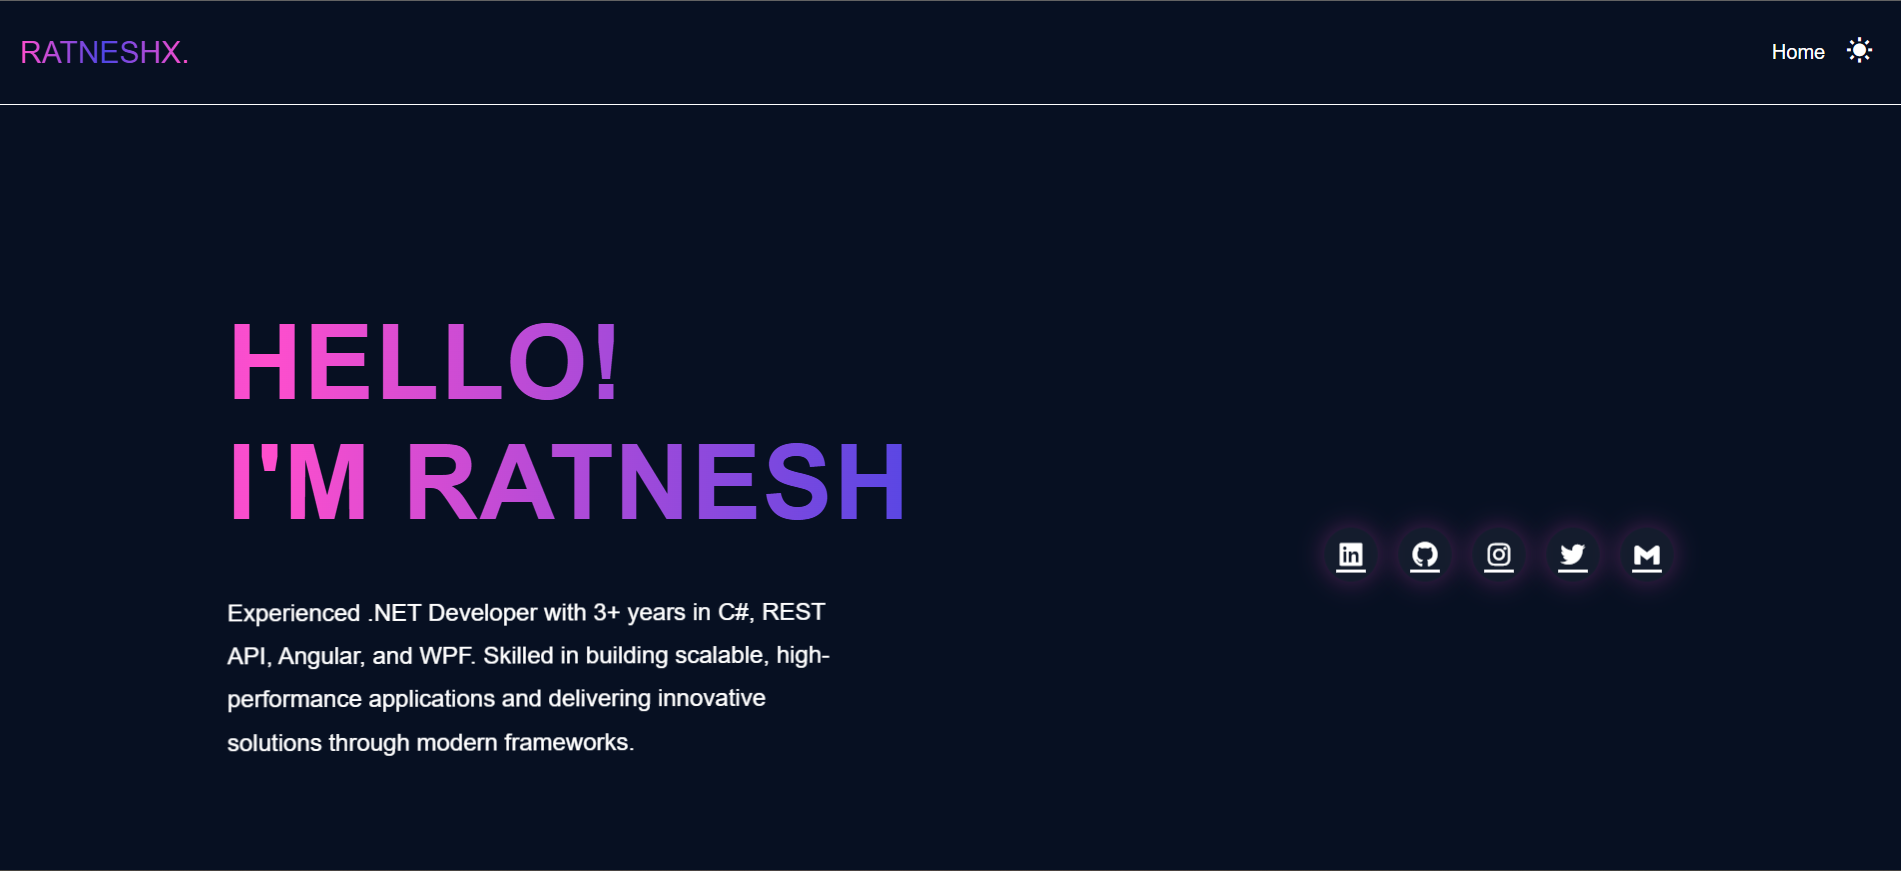 RATNESHX.
Home
HELLO!
I'M RATNESH
Experienced .NET Developer with 3+ years in C#, REST
API, Angular, and WPF. Skilled in building scalable, high-
performance applications and delivering innovative
solutions through modern frameworks.